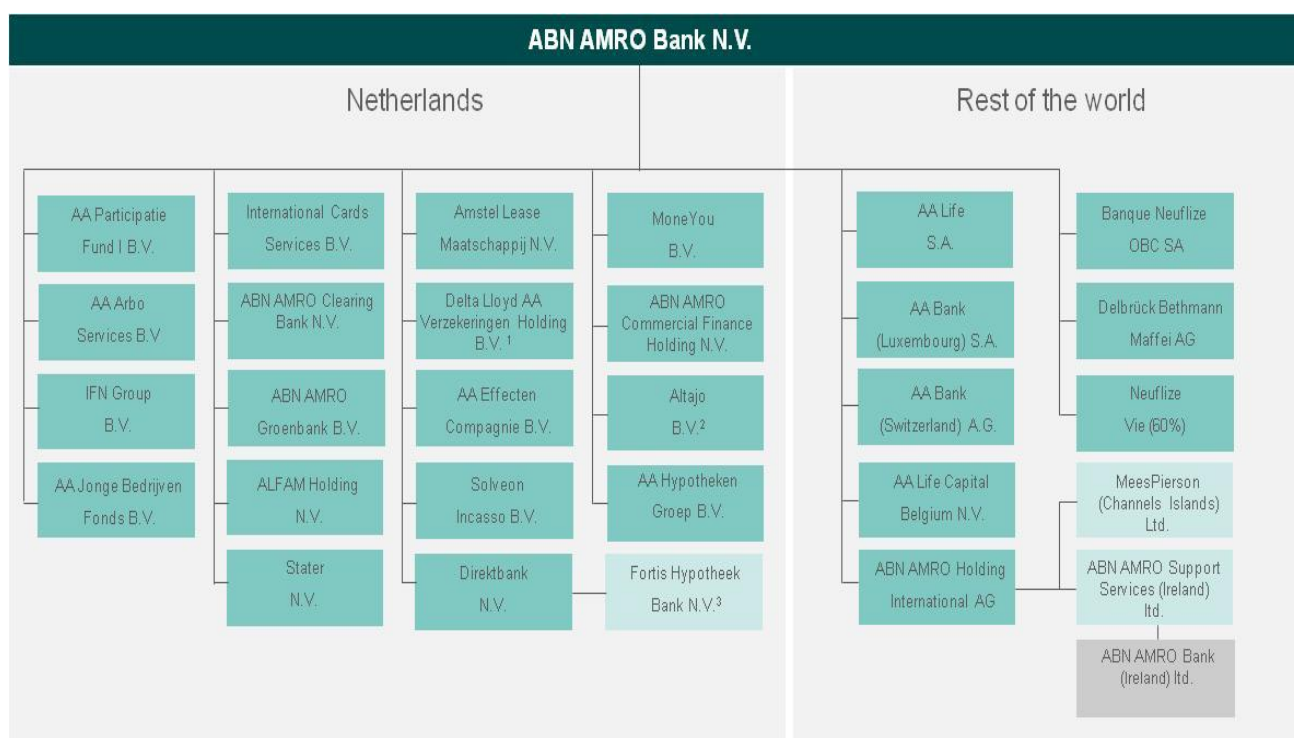 ABN AMRO Bank N.V.
Netherlands
AA Participatie
Fund I B.V.
AA Arbo
Services B.V
IFN Group
B.V.
AA Jonge Bedrijven
Fonds B.V.
International Cards
Services B.V.
ABN AMRO Clearing
Bank N.V.
ABN AMRO
Groenbank B.V.
ALFAM Holding
N.V.
Stater
N.V.
Amstel Lease
Maatschappij N.V.
Delta Lloyd AA
Verzekeringen Holding
B.V. ¹
AA Effecten
Compagnie B.V.
Solveon
Incasso B.V.
Direktbank
N.V.
MoneYou
B.V.
ABN AMRO
Commercial Finance
Holding N.V.
Altajo
B.V.²
AA Hypotheken
Groep B.V.
Fortis Hypotheek
Bank N.V.³
Rest of the world
AA Life
S.A.
AA Bank
(Luxembourg) S.A.
AA Bank
(Switzerland) A.G.
AA Life Capital
Belgium N.V.
ABN AMRO Holding
International AG
Banque Neuflize
OBC SA
Delbrück Bethmann
Maffei AG
Neuflize
Vie (60%)
MeesPierson
(Channels Islands)
Ltd.
ABN AMRO Support
Services (Ireland)
ltd.
ABN AMRO Bank
(Ireland) ltd.